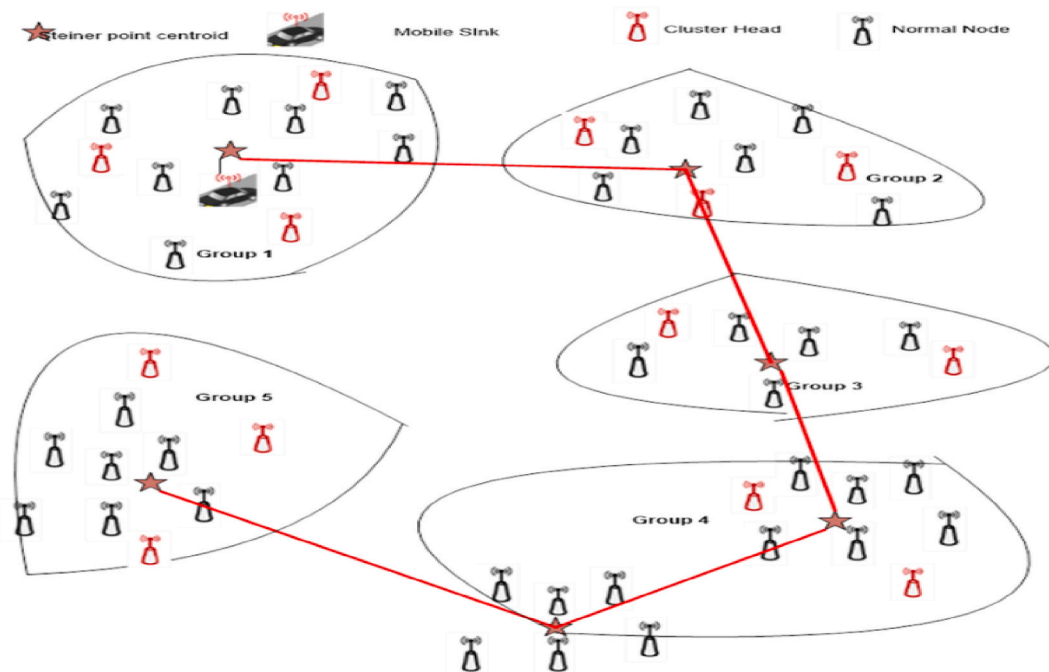 Steiner point centroid
Mobile SInk
Cluster Head
Normal Node
Group 2
Group 1
Group 3
Group 5
Group 4